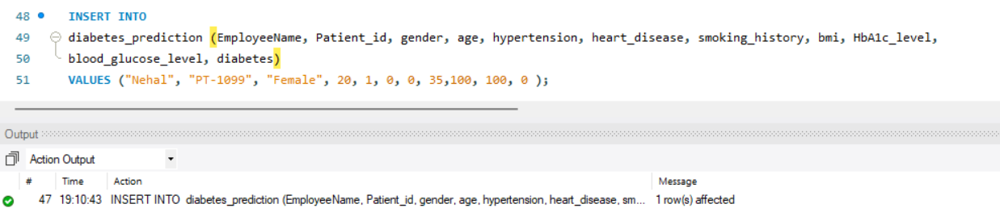 48 INSERT INTO
49 diabetes_prediction (EmployeeName, Patient_id, gender, age, hypertension, heart_disease, smoking_history, bmi, HbA1c_level,
50 blood_glucose_level, diabetes)
51 VALUES ("Nehal", "PT-1099", "Female", 20, 1, 0, 0, 35,100, 100, 0 );
Output
Action Output
# Time Action Message
47 19:10:43 INSERT INTO diabetes_prediction (EmployeeName, Patient_id, gender, age, hypertension, heart_disease, sm... 1 row(s) affected